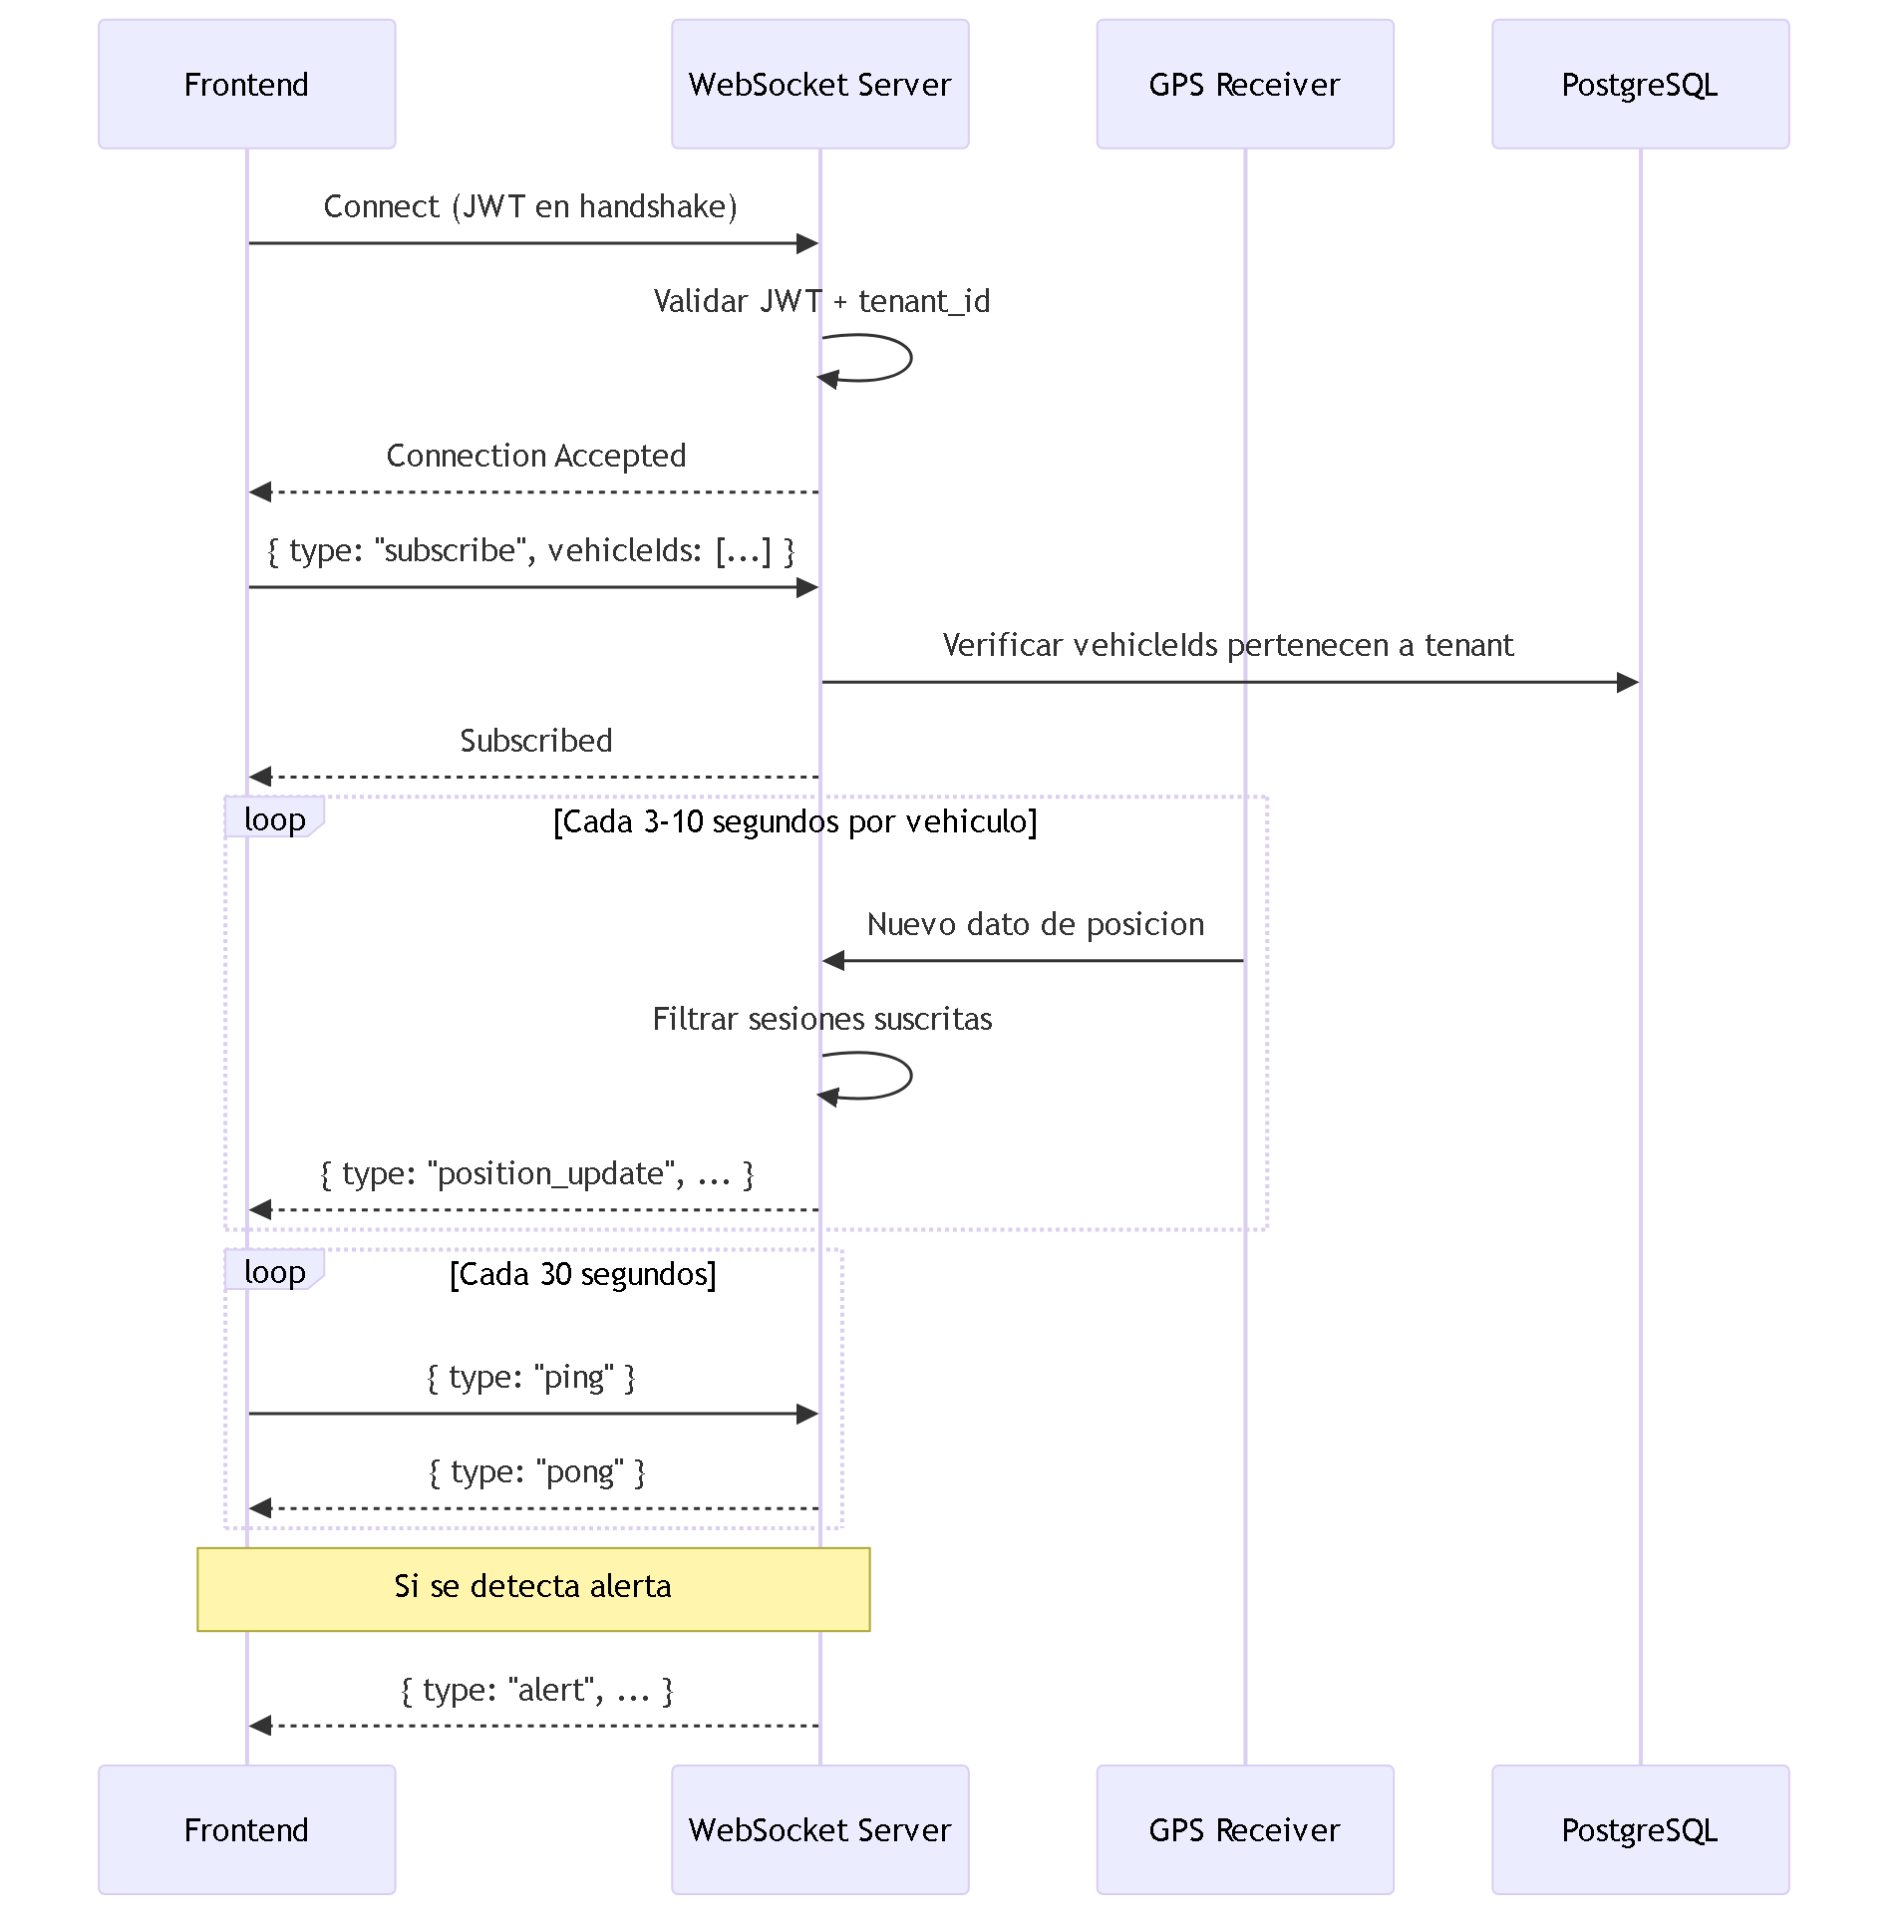 Frontend
WebSocket Server
GPS Receiver
PostgreSQL
Connect (JWT en handshake)
Validar JWT + tenant_id
Connection Accepted
{ type: "subscribe", vehicleIds: [...] }
Verificar vehicleIds pertenecen a tenant
Subscribed
loop
[Cada 3-10 segundos por vehiculo]
Nuevo dato de posicion
Filtrar sesiones suscritas
{ type: "position_update", ... }
loop
[Cada 30 segundos]
{ type: "ping" }
{ type: "pong" }
Si se detecta alerta
{ type: "alert", ... }
Frontend
WebSocket Server
GPS Receiver
PostgreSQL